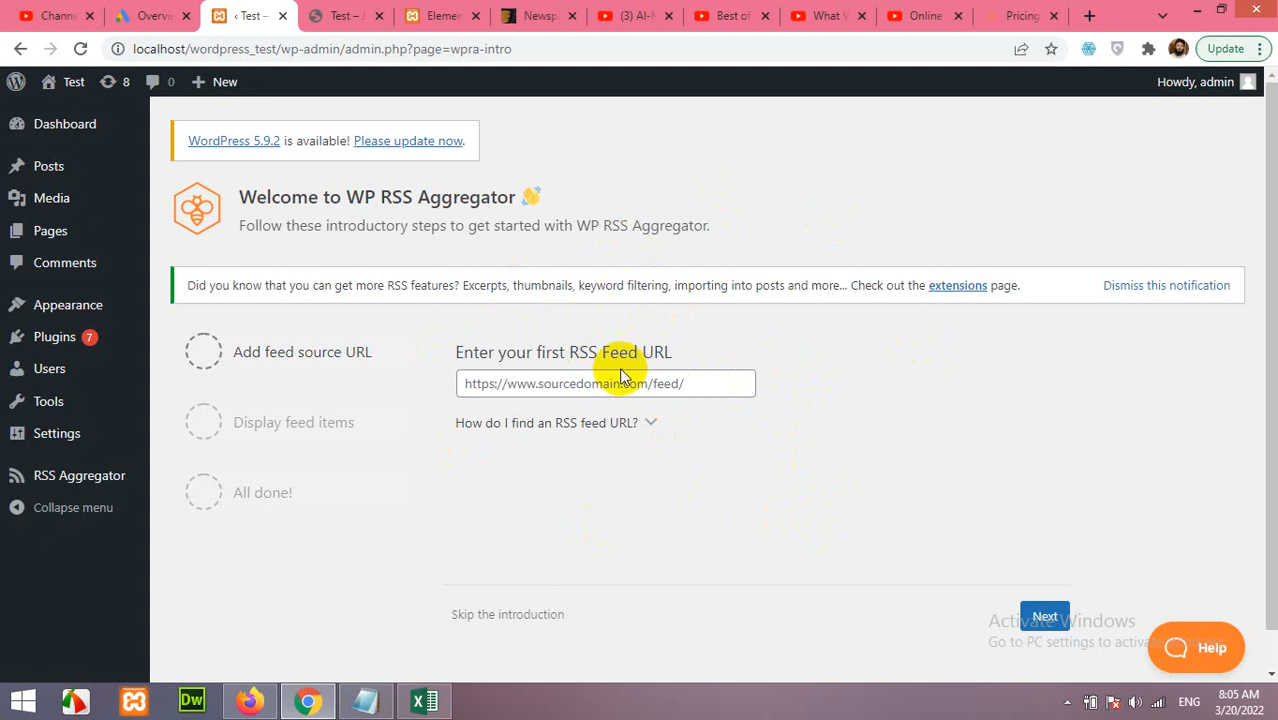 Channe
Overvie
‹ Test –
Test – A
Elemen
Newspa
(3) Al-N
Best of
What V
Online
Pricing
localhost/wordpress_test/wp-admin/admin.php?page=wpra-intro
Update
Test 8 0 New
Howdy, admin
Dashboard
Posts
Media
Pages
Comments
Appearance
Plugins 7
Users
Tools
Settings
RSS Aggregator
Collapse menu
WordPress 5.9.2 is available! Please update now.
Welcome to WP RSS Aggregator 👋
Follow these introductory steps to get started with WP RSS Aggregator.
Did you know that you can get more RSS features? Excerpts, thumbnails, keyword filtering, importing into posts and more... Check out the extensions page.
Dismiss this notification
Add feed source URL
Display feed items
All done!
Enter your first RSS Feed URL
https://www.sourcedomain.com/feed/
How do I find an RSS feed URL?
Skip the introduction
Next
Activate Windows
Go to PC settings to activate
Help
Dw
ENG
8:05 AM
3/20/2022